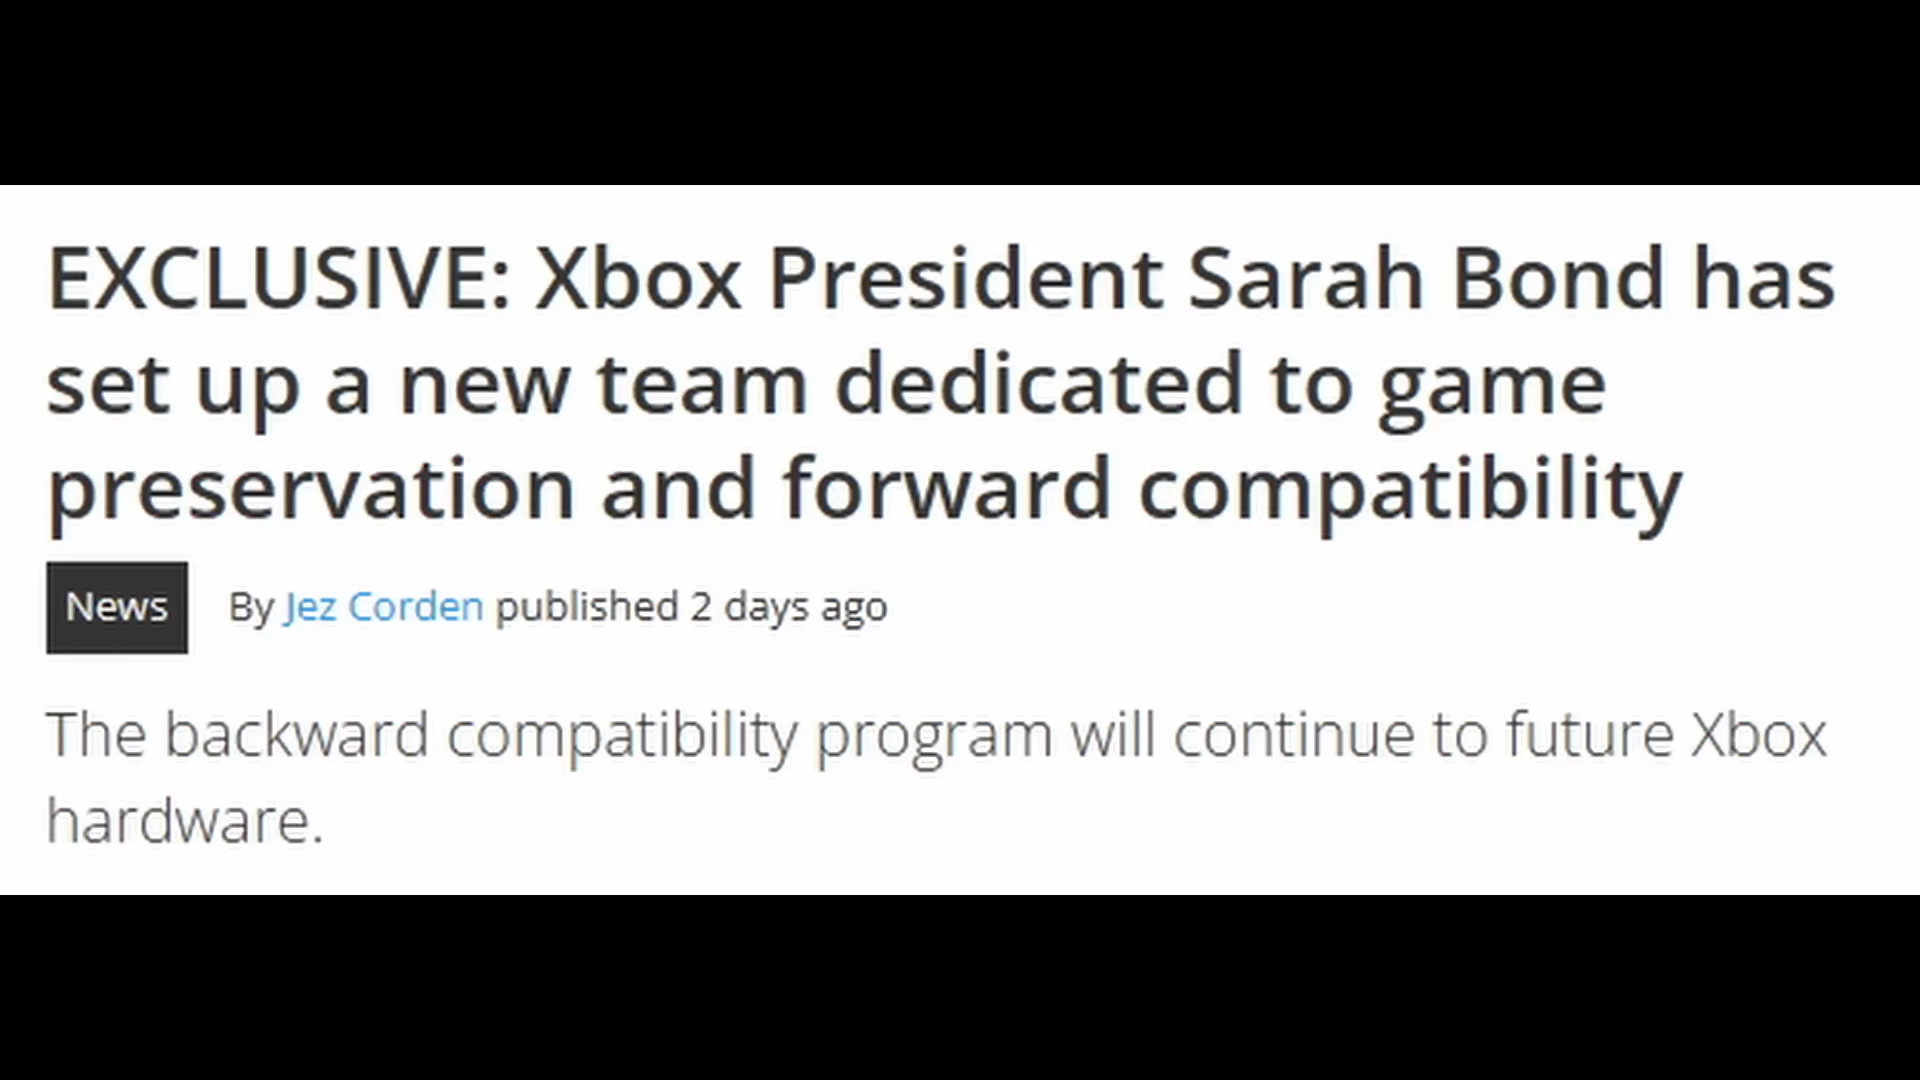 EXCLUSIVE: Xbox President Sarah Bond has
set up a new team dedicated to game
preservation and forward compatibility
News By Jez Corden published 2 days ago
The backward compatibility program will continue to future Xbox
hardware.